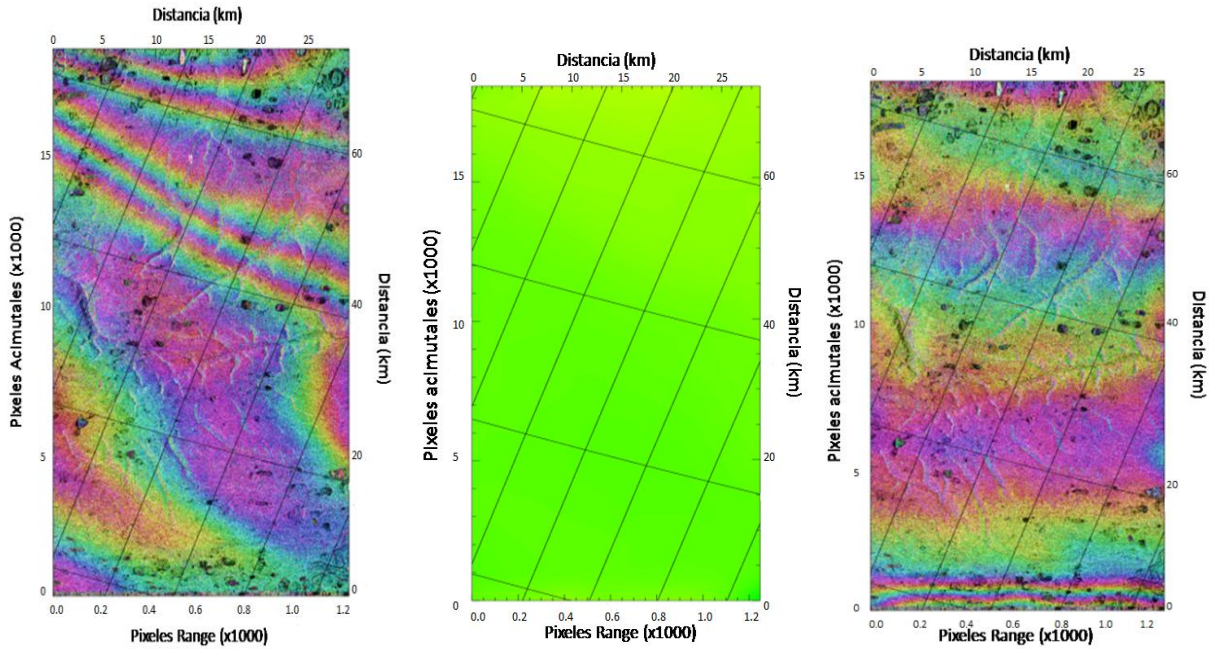 Distancia (km)
0 5 10 15 20 25
Pixeles Acimutales (x1000)
15
10
5
0
60
40
20
0
Distancia (km)
0.0 0.2 0.4 0.6 0.8 1.0 1.2
Pixeles Range (x1000)
Distancia (km)
0 5 10 15 20 25
Pixeles acimutales (x1000)
15
10
5
0
60
40
20
0
Distancia (km)
0.0 0.2 0.4 0.6 0.8 1.0 1.2
Pixeles Range (x1000)
Distancia (km)
0 5 10 15 20 25
Pixeles acimutales (x1000)
15
10
5
0
60
40
20
0
Distancia (km)
0.0 0.2 0.4 0.6 0.8 1.0 1.2
Pixeles Range (x1000)